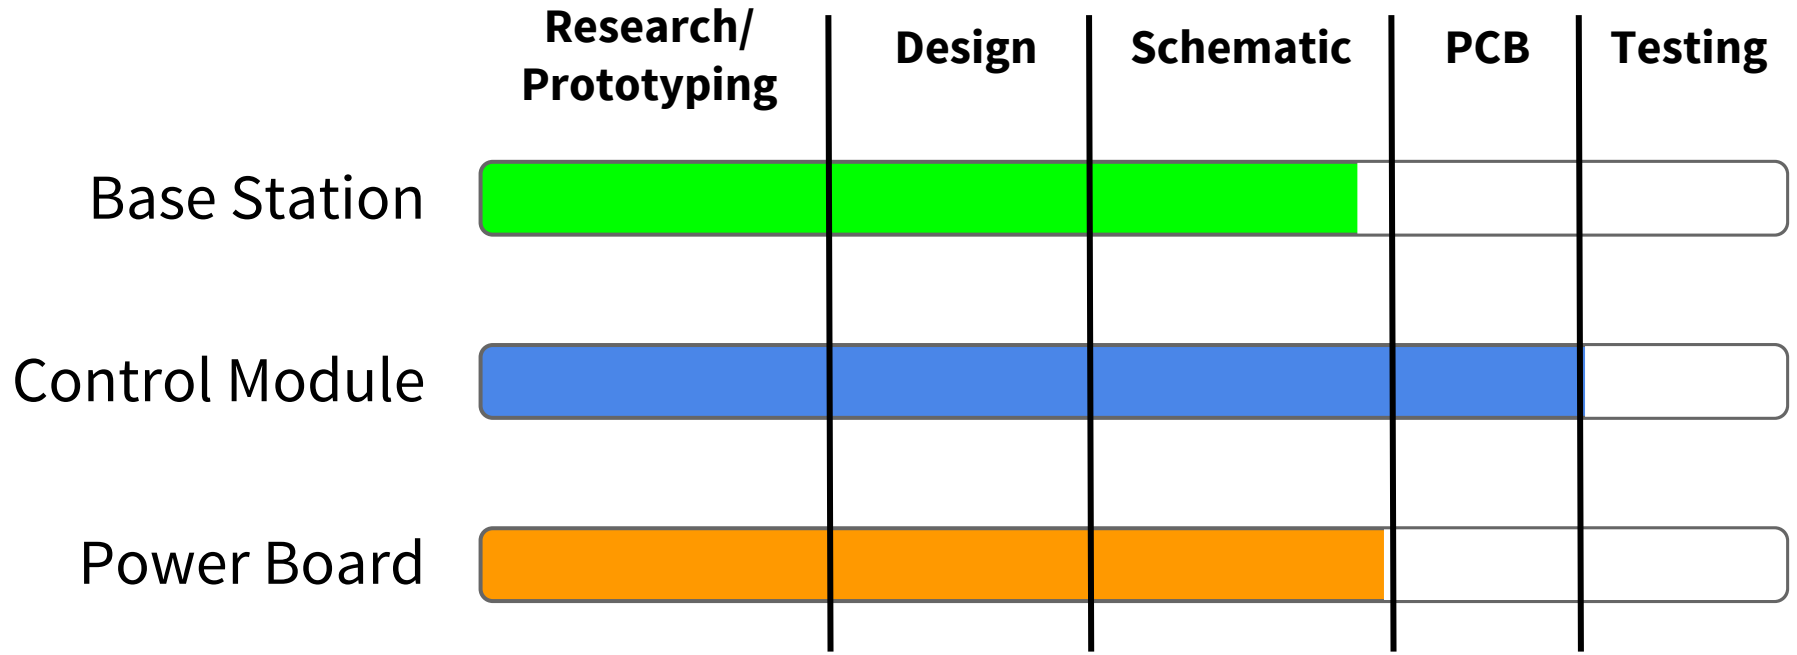 Research/
Prototyping
Design
Schematic
PCB
Testing
Base Station
Control Module
Power Board